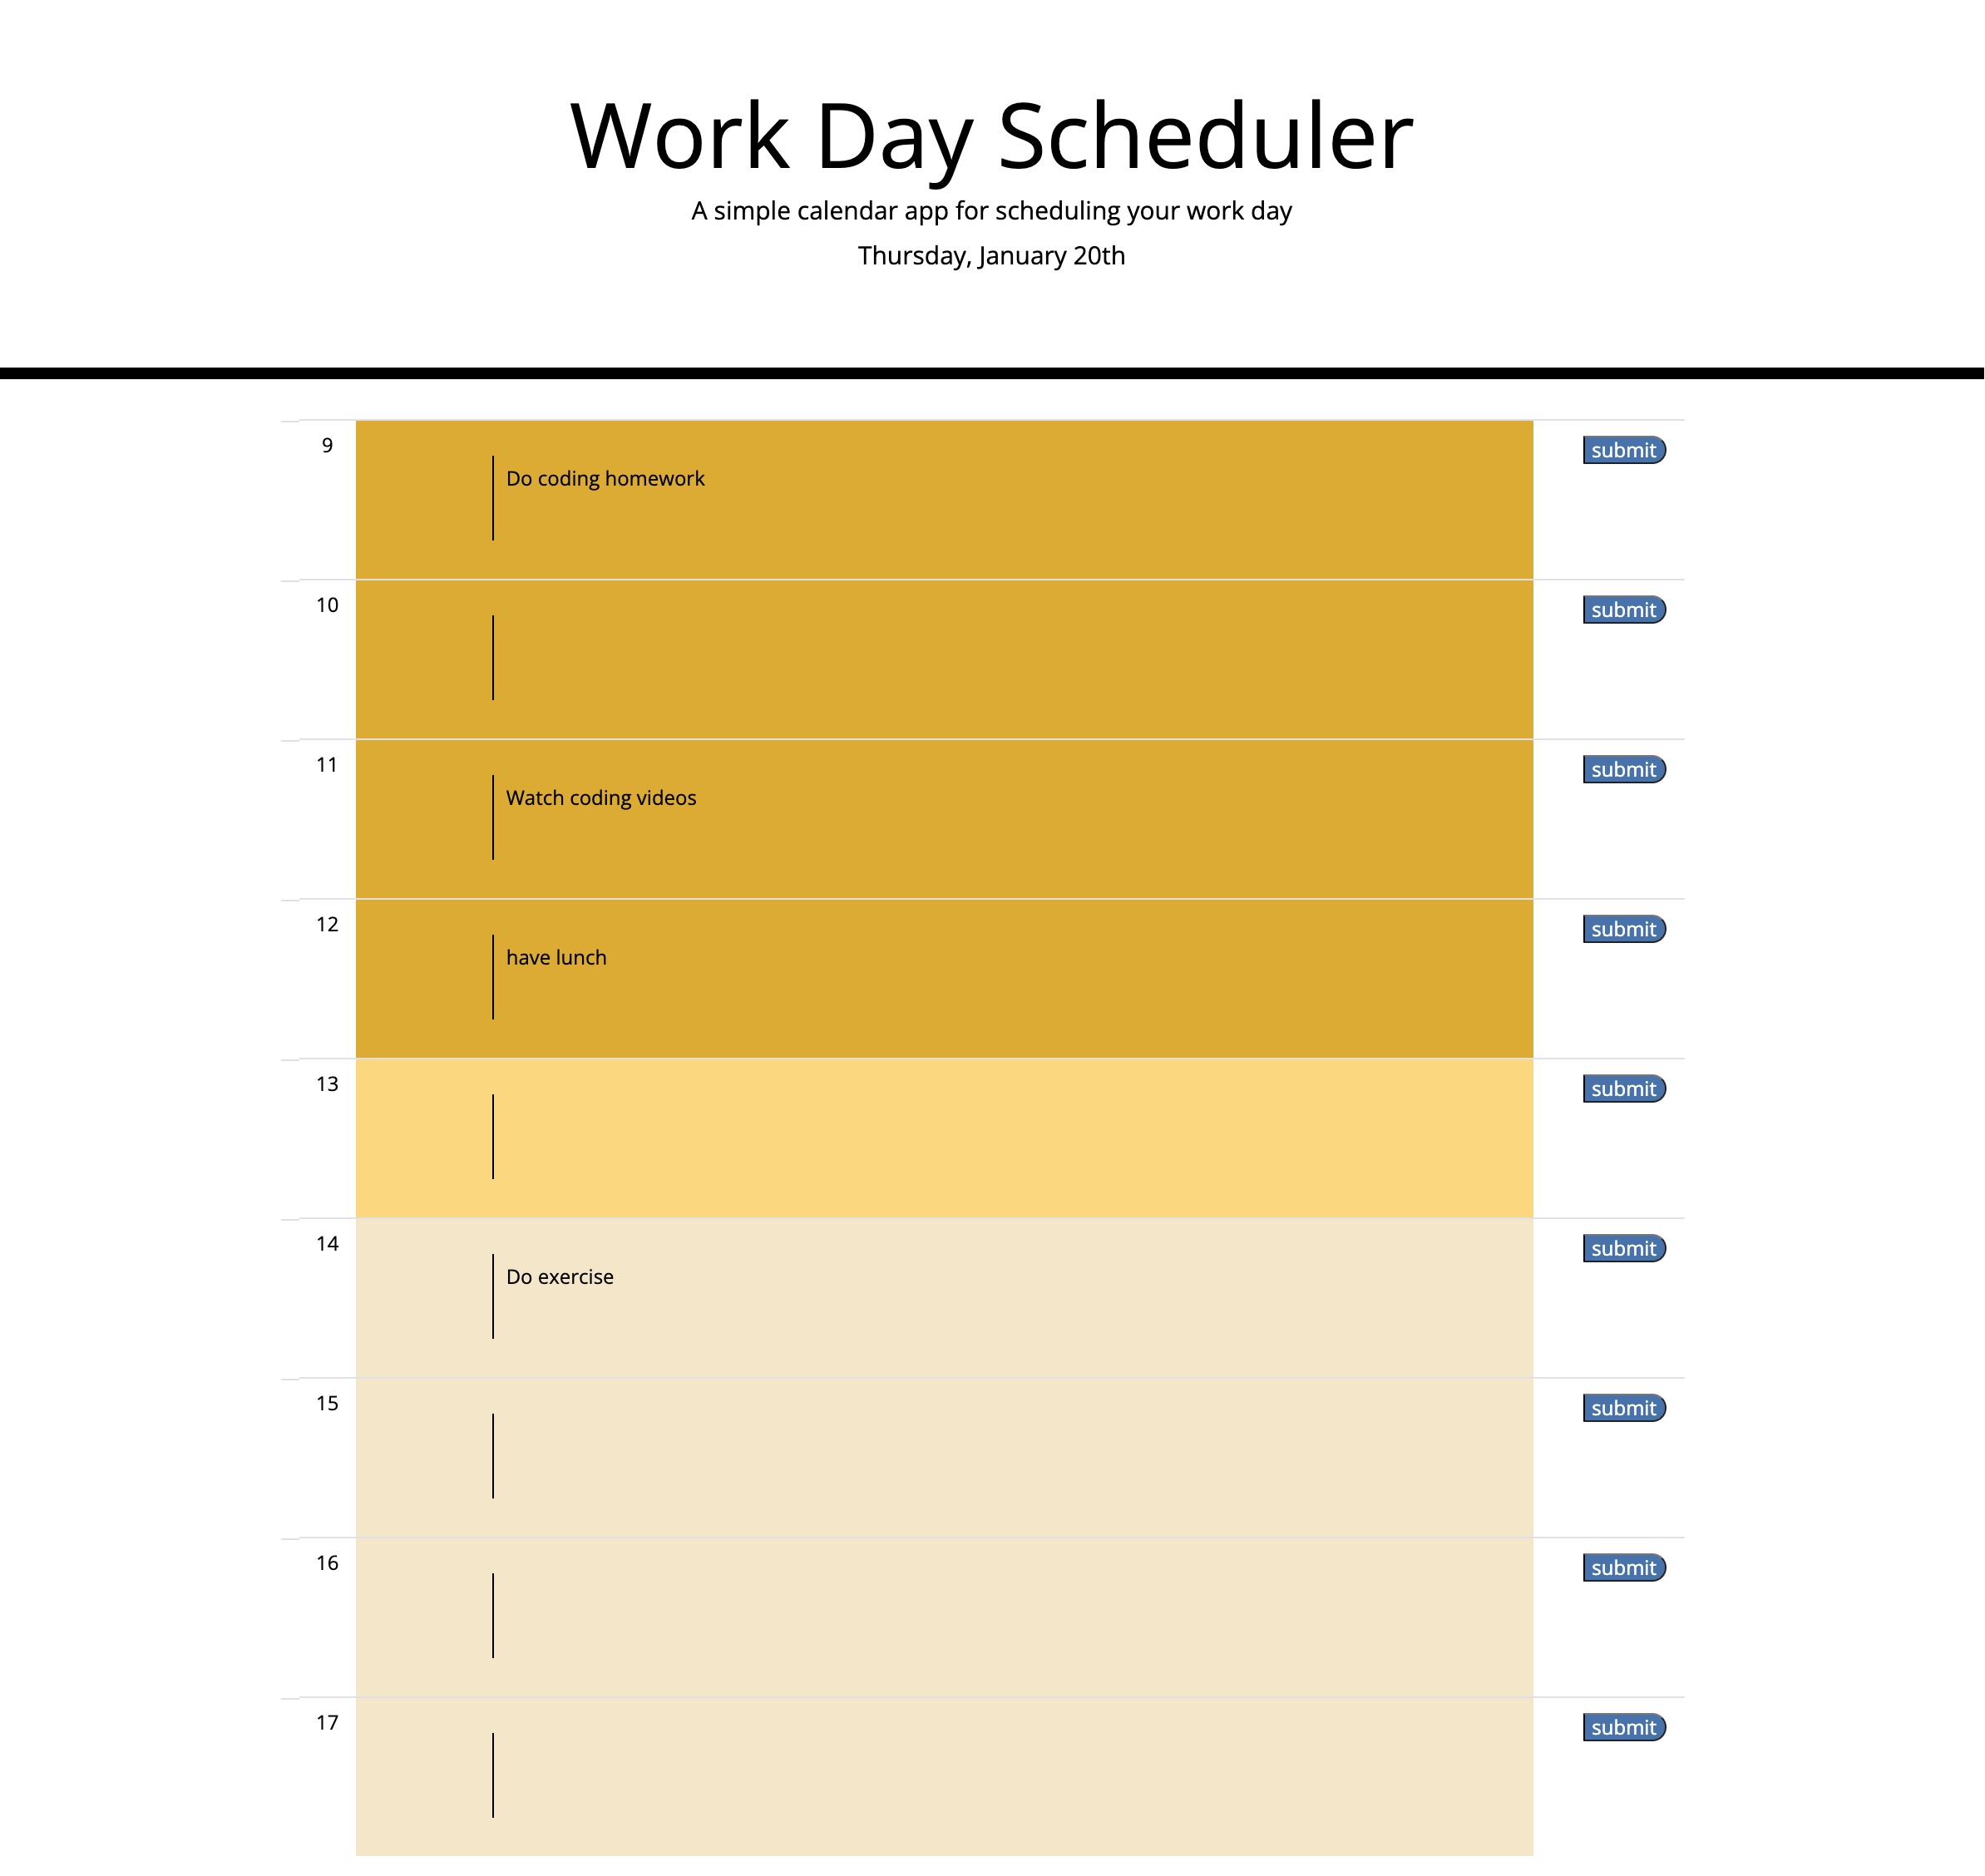 Work Day Scheduler
A simple calendar app for scheduling your work day
Thursday, January 20th
9 Do coding homework submit
10 submit
11 Watch coding videos submit
12 have lunch submit
13 submit
14 Do exercise submit
15 submit
16 submit
17 submit